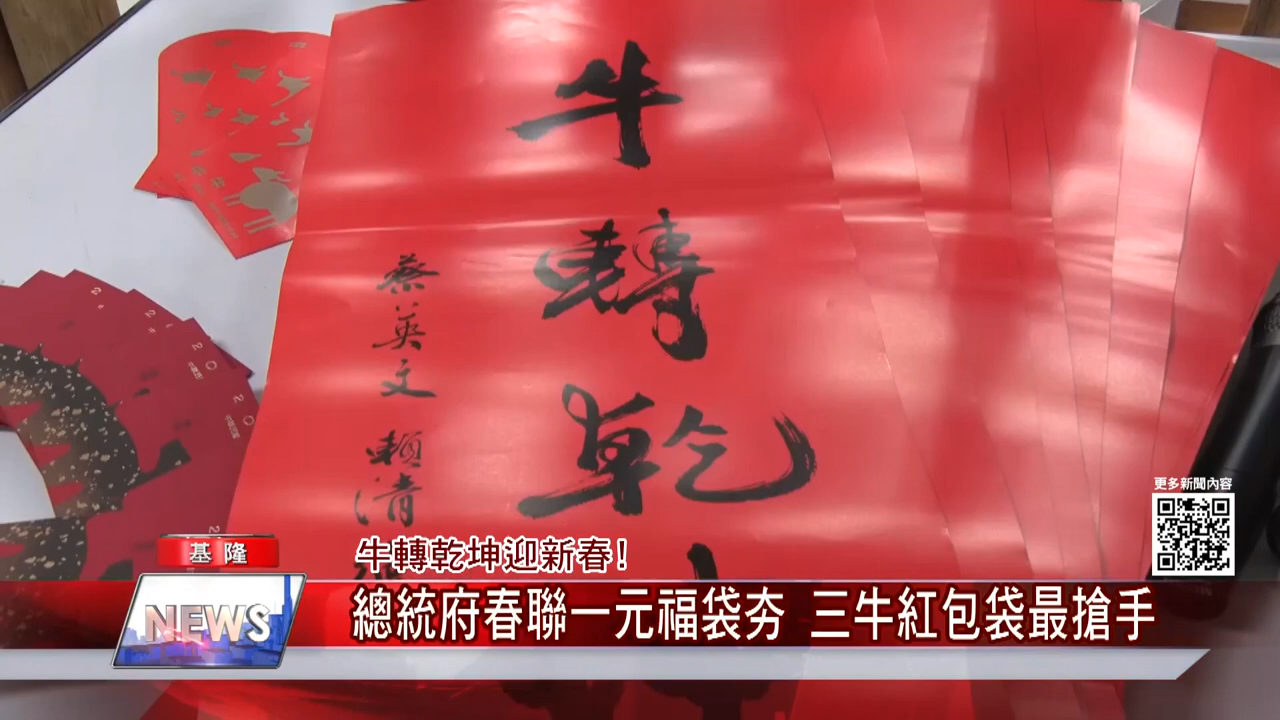 牛轉乾
蔡英文
賴清
更多新聞內容
基隆
牛轉乾坤迎新春!
NEWS
總統府春聯一元福袋夯 三牛紅包袋最搶手